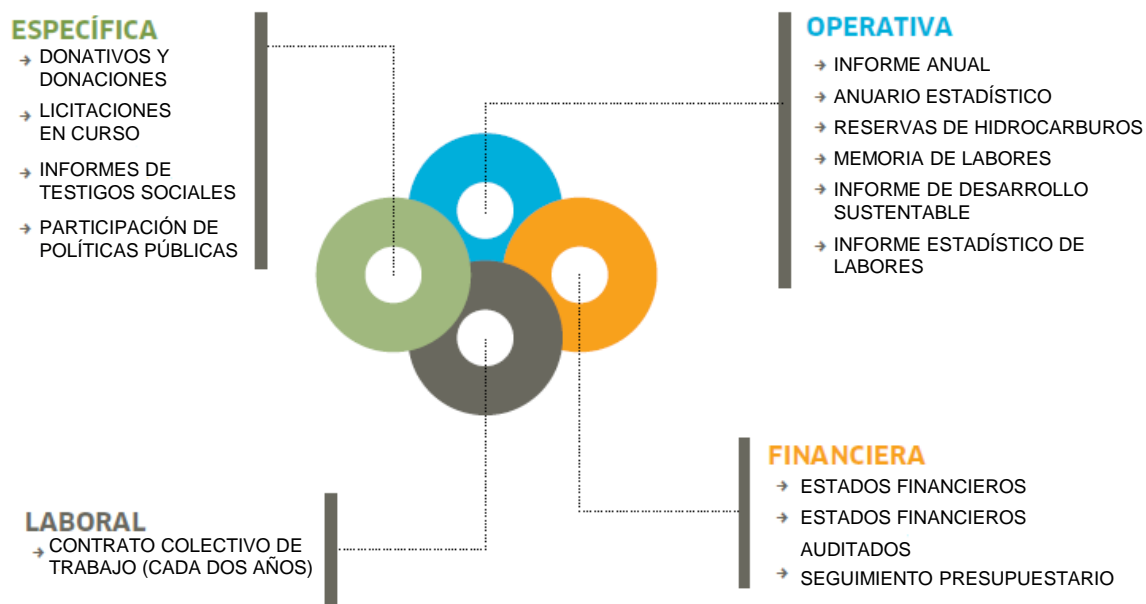 ESPECÍFICA
DONATIVOS Y
DONACIONES
LICITACIONES
EN CURSO
INFORMES DE
TESTIGOS SOCIALES
PARTICIPACIÓN DE
POLÍTICAS PÚBLICAS
OPERATIVA
INFORME ANUAL
ANUARIO ESTADÍSTICO
RESERVAS DE HIDROCARBUROS
MEMORIA DE LABORES
INFORME DE DESARROLLO
SUSTENTABLE
INFORME ESTADÍSTICO DE
LABORES
LABORAL
CONTRATO COLECTIVO DE
TRABAJO (CADA DOS AÑOS)
FINANCIERA
ESTADOS FINANCIEROS
ESTADOS FINANCIEROS
AUDITADOS
SEGUIMIENTO PRESUPUESTARIO